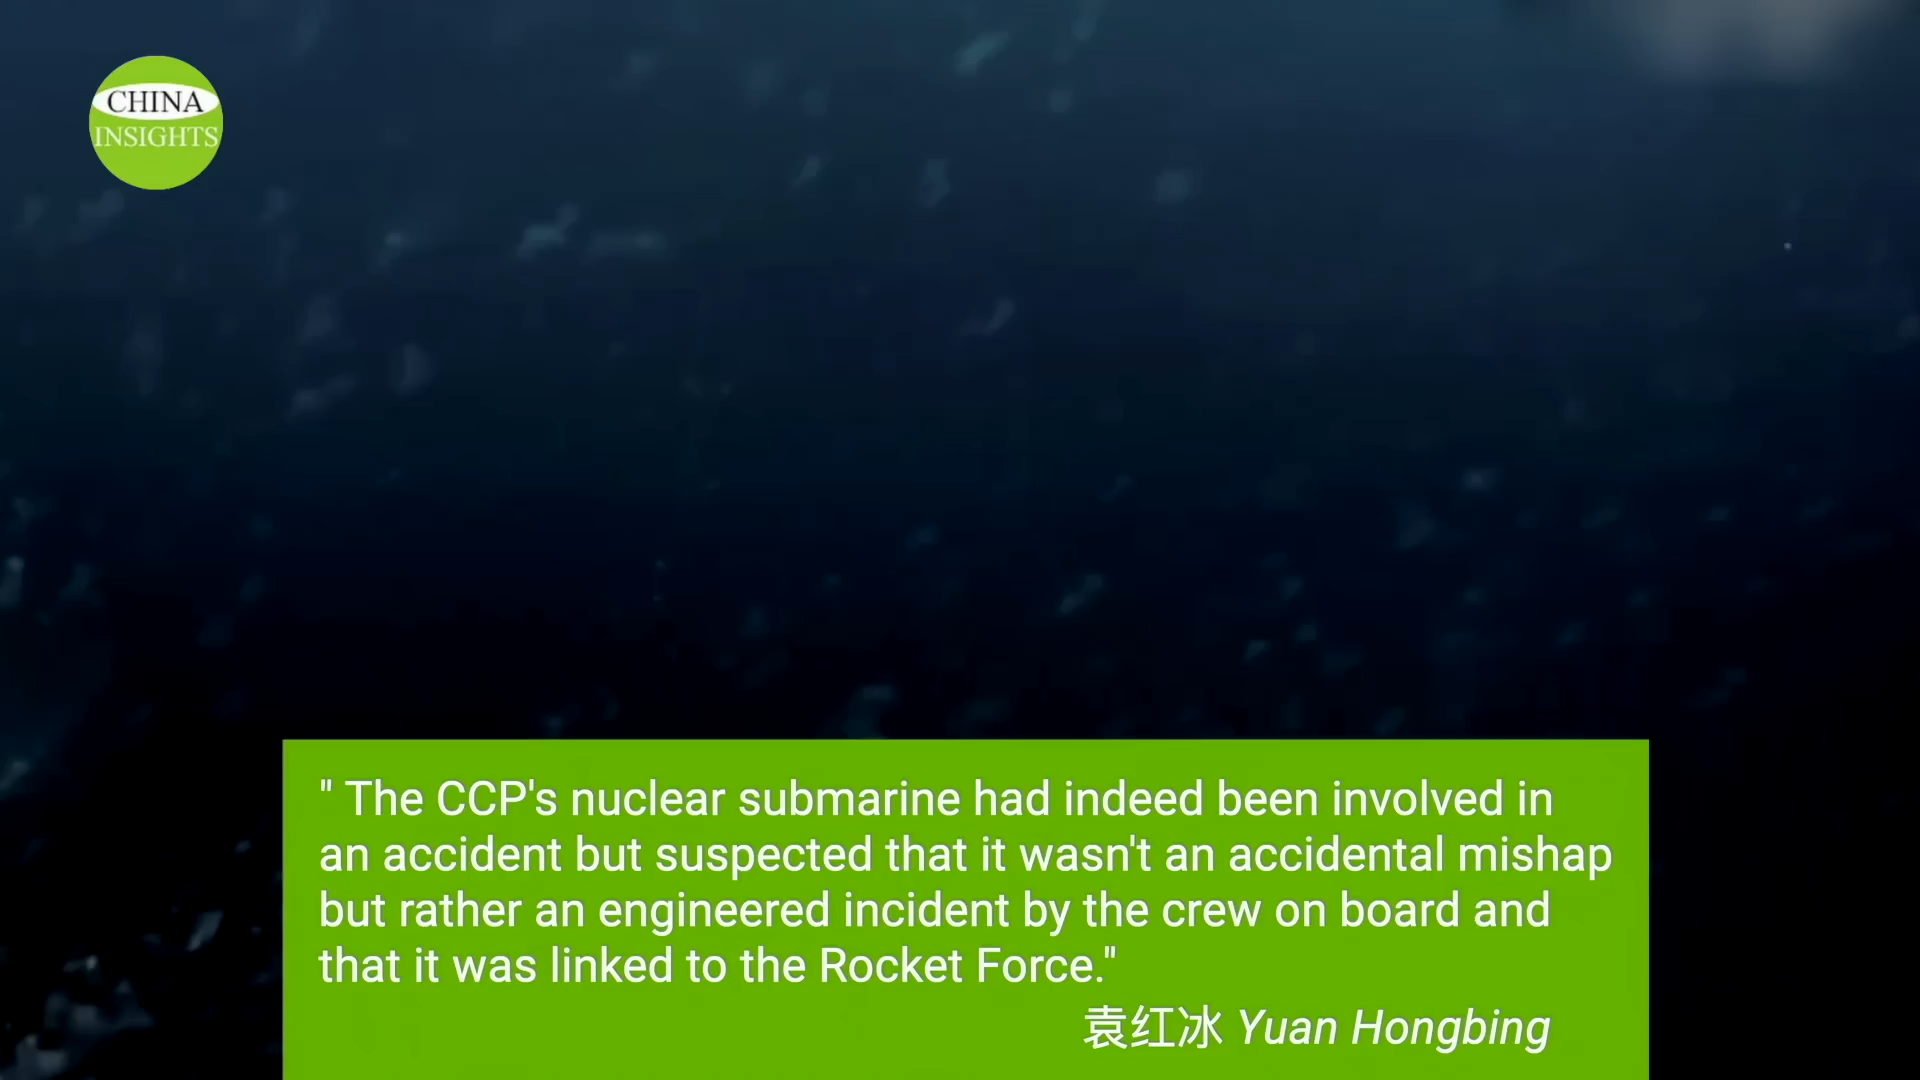 CHINA
INSIGHTS
" The CCP's nuclear submarine had indeed been involved in
an accident but suspected that it wasn't an accidental mishap
but rather an engineered incident by the crew on board and
that it was linked to the Rocket Force."
袁红冰 Yuan Hongbing